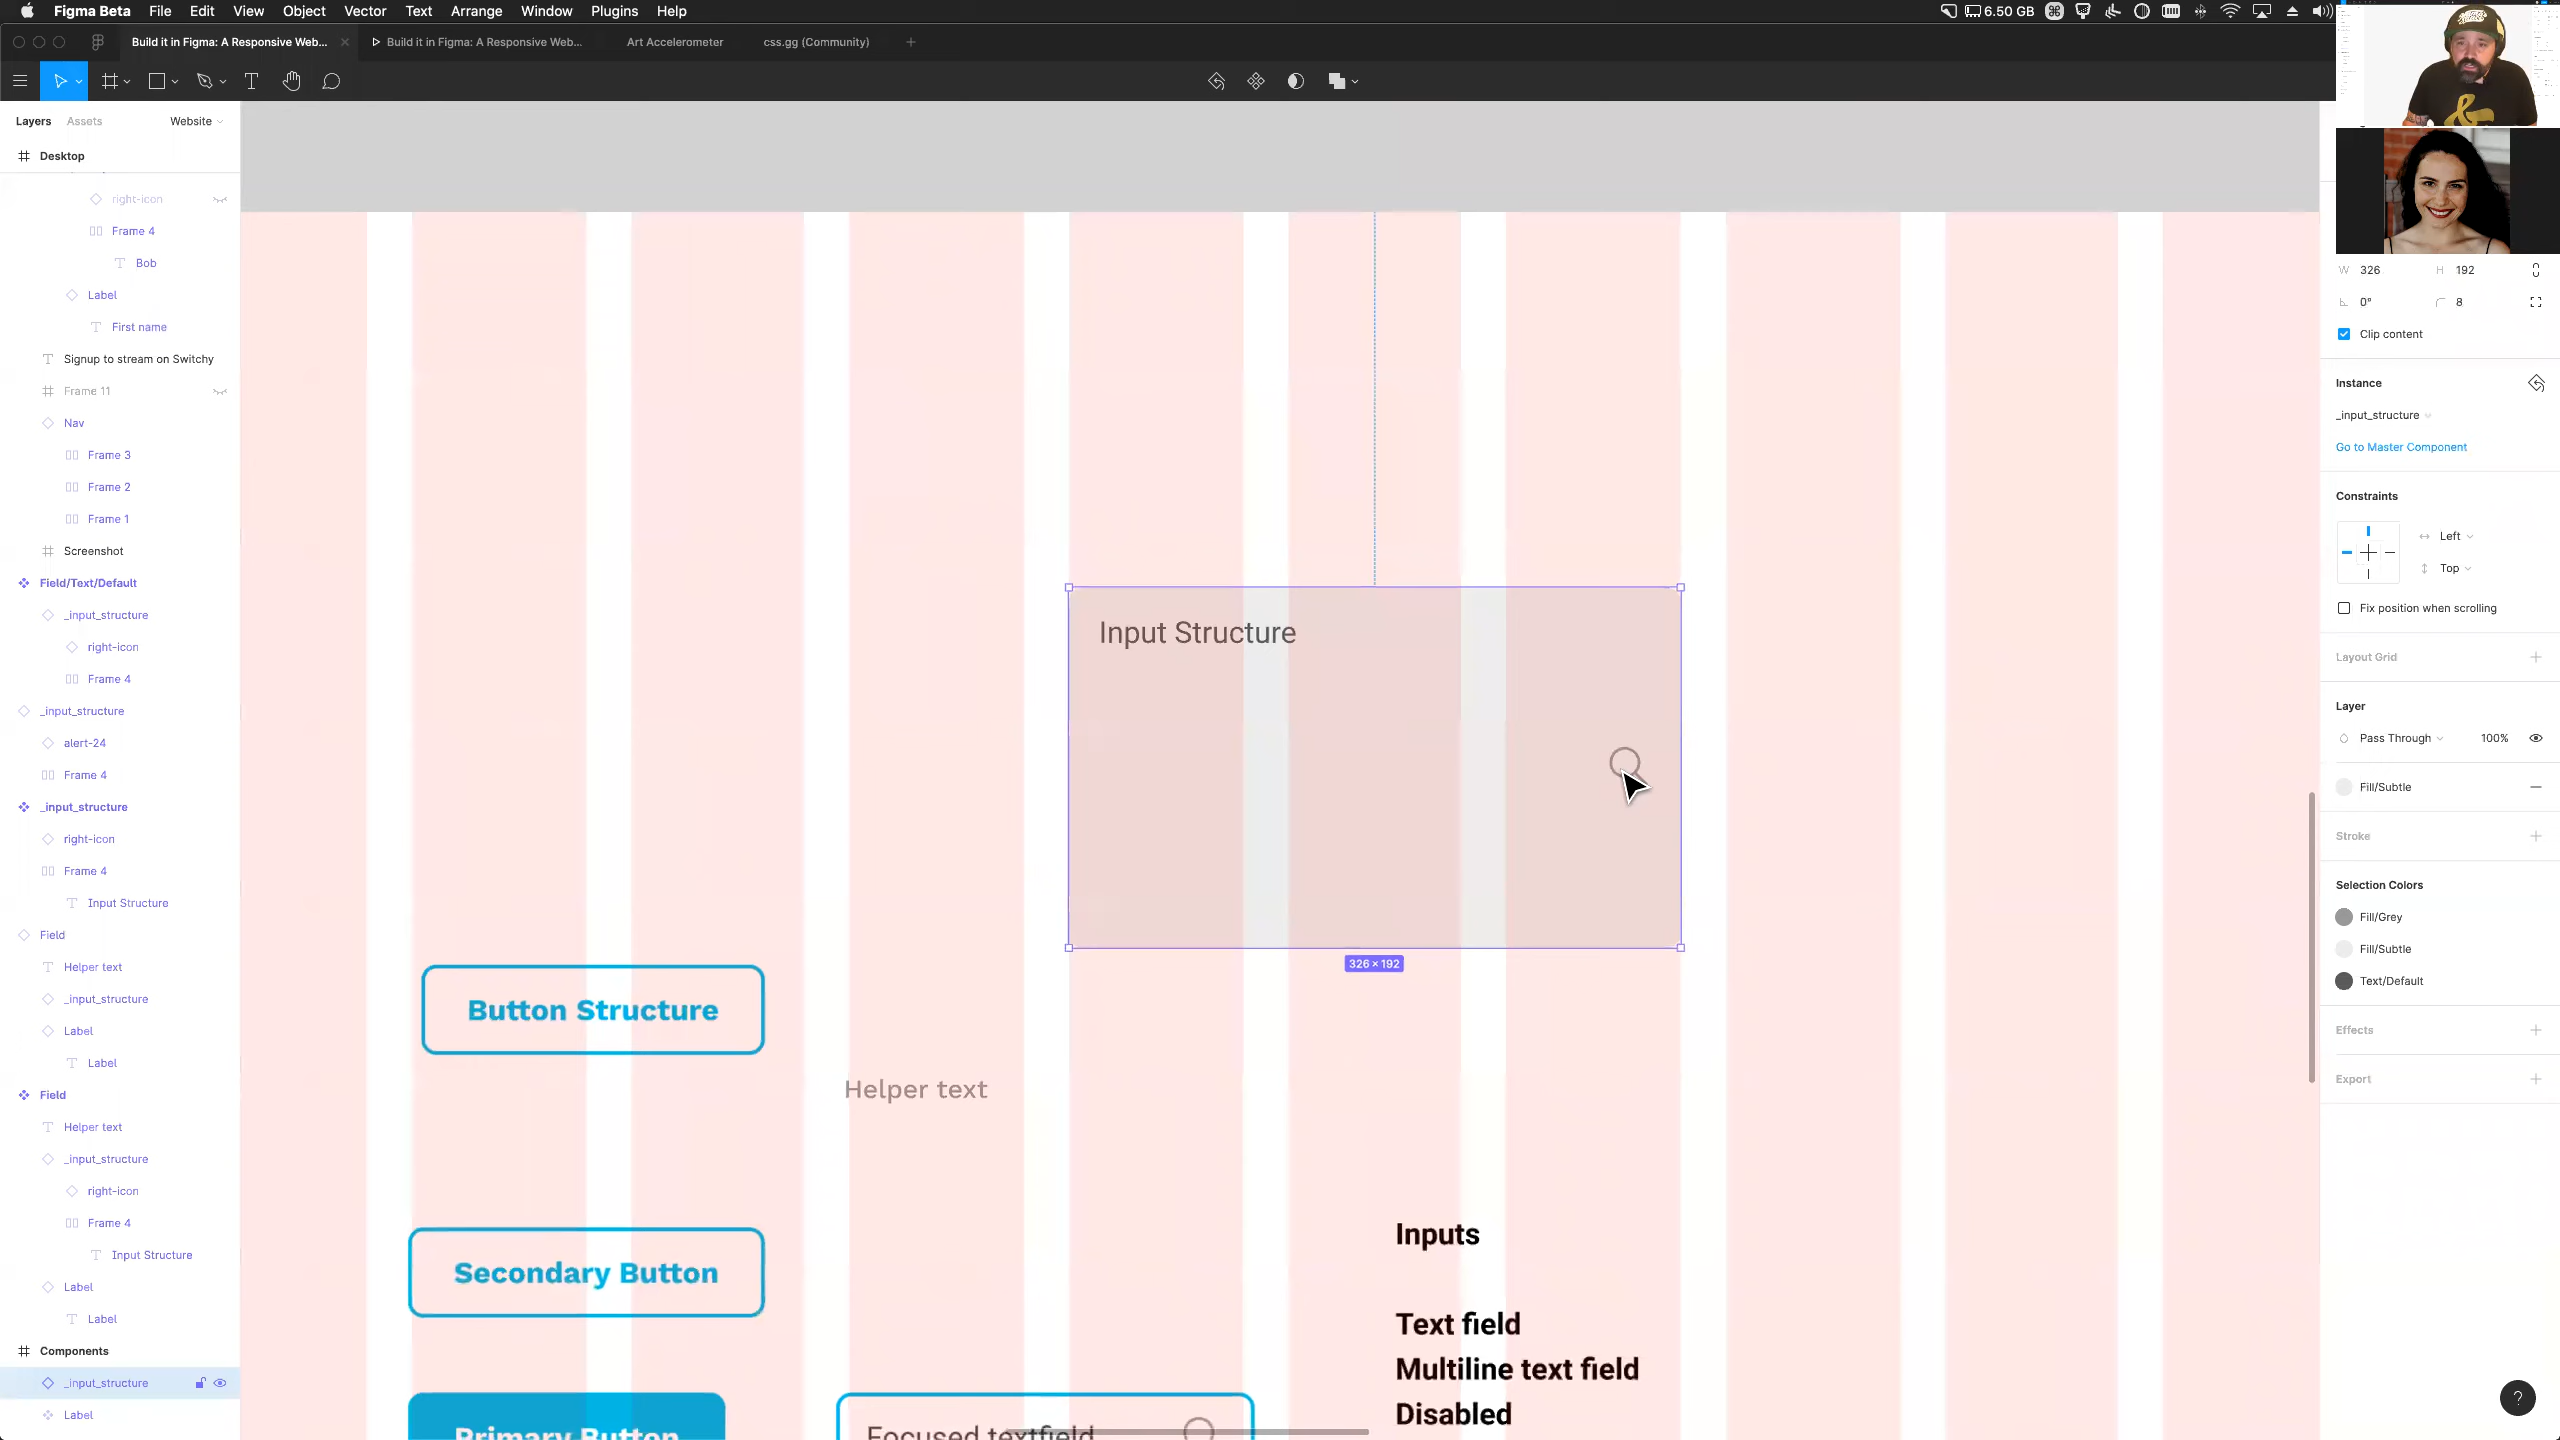 Figma Beta File Edit View Object Vector Text Arrange Window Plugins Help 6.50 GB
Build it in Figma: A Responsive Web... Build it in Figma: A Responsive Web... Art Accelerometer css.gg (Community)
Layers Assets Website
Desktop
right-icon
Frame 4
Bob
Label
First name
Signup to stream on Switchy
Frame 11
Nav
Frame 3
Frame 2
Frame 1
Screenshot
Field/Text/Default
_input_structure
right-icon
Frame 4
_input_structure
alert-24
Frame 4
_input_structure
right-icon
Frame 4
Input Structure
Field
Helper text
_input_structure
Label
Label
Field
Helper text
_input_structure
right-icon
Frame 4
Input Structure
Label
Label
Components
_input_structure
Label
Input Structure
326 × 192
Button Structure
Helper text
Secondary Button
Primary Button
Focused textfield
Inputs
Text field
Multiline text field
Disabled
W 326 H 192
0° 8
Clip content
Instance
_input_structure
Go to Master Component
Constraints
Left
Top
Fix position when scrolling
Layout Grid
Layer
Pass Through 100%
Fill/Subtle
Stroke
Selection Colors
Fill/Grey
Fill/Subtle
Text/Default
Effects
Export
?